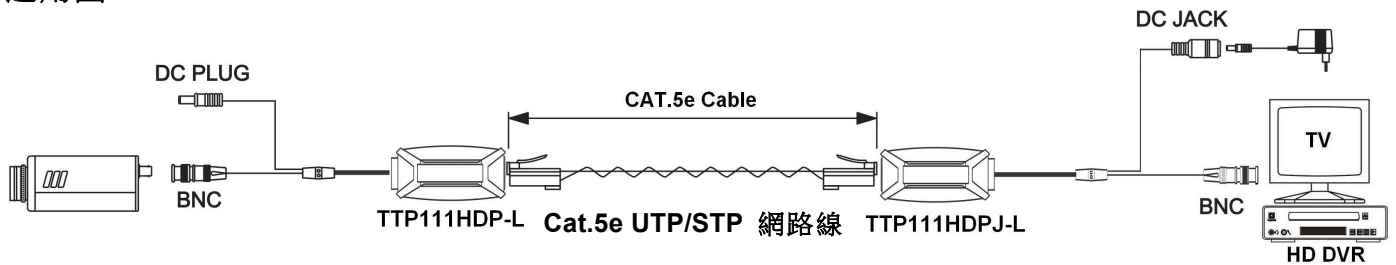 DC JACK
DC PLUG
CAT.5e Cable
TV
BNC
BNC
TTP111HDP-L
Cat.5e UTP/STP 網路線
TTP111HDPJ-L
HD DVR